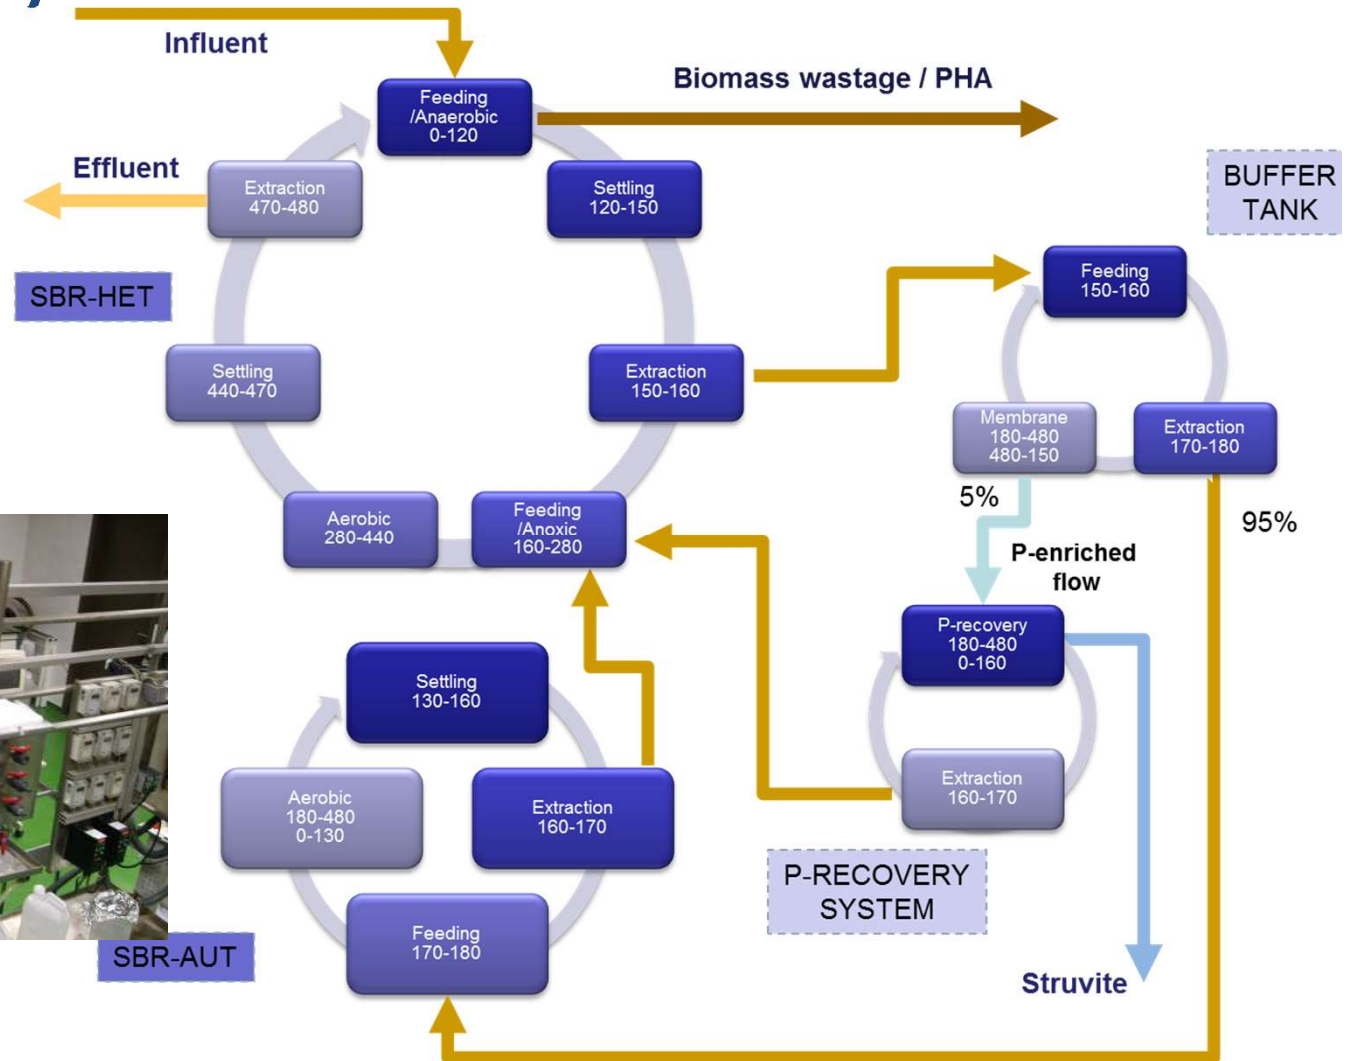 Influent
Feeding
/Anaerobic
0-120
Biomass wastage / PHA
Effluent
Extraction
470-480
Settling
120-150
BUFFER
TANK
SBR-HET
Feeding
150-160
Settling
440-470
Extraction
150-160
Membrane
180-480
480-150
Extraction
170-180
5%
95%
Aerobic
280-440
Feeding
/Anoxic
160-280
P-enriched
flow
P-recovery
180-480
0-160
Settling
130-160
Aerobic
180-480
0-130
Extraction
160-170
Extraction
160-170
P-RECOVERY
SYSTEM
Feeding
170-180
SBR-AUT
Struvite